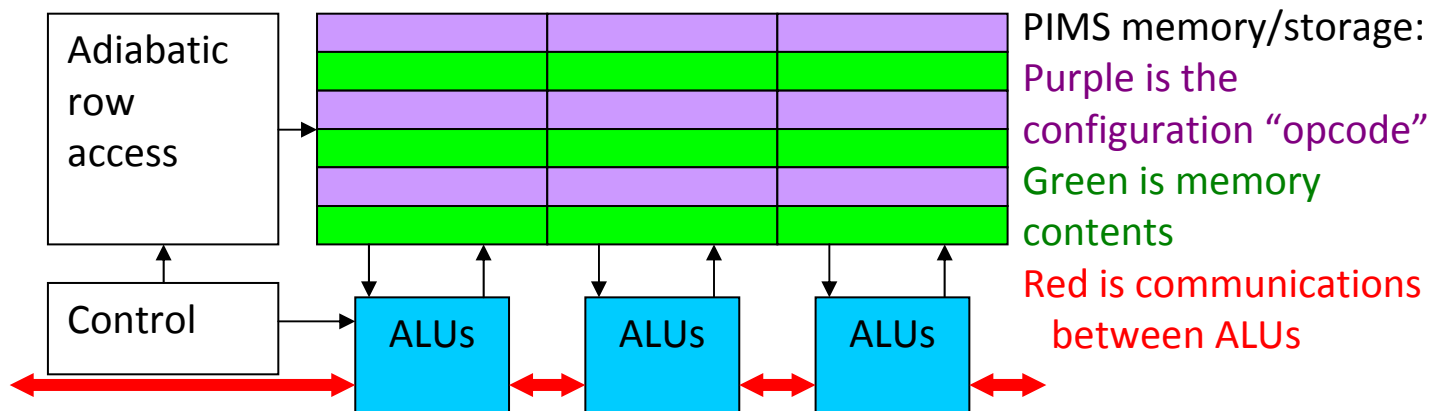 Adiabatic
row
access
Control
ALUs
ALUs
ALUs
PIMS memory/storage:
Purple is the
configuration “opcode”
Green is memory
contents
Red is communications
between ALUs